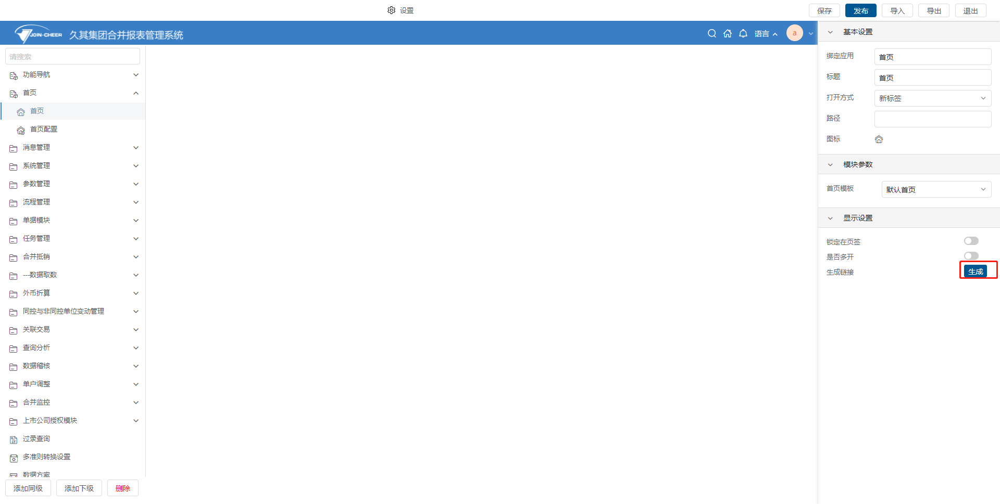 设置
保存 发布 导入 导出 退出
JOIN-CHEER 久其集团合并报表管理系统
语言 a
请搜索
功能导航
首页
首页
首页配置
消息管理
系统管理
参数管理
流程管理
单据模块
任务管理
合并抵销
---数据取数
外币折算
同控与非同控单位变动管理
关联交易
查询分析
数据稽核
单户调整
合并监控
上市公司授权模块
过录查询
多准则转换设置
数据方案
添加同级 添加下级 删除
基本设置
绑定应用 首页
标题 首页
打开方式 新标签
路径
图标
模块参数
首页模板 默认首页
显示设置
锁定在页签
是否多开
生成链接 生成